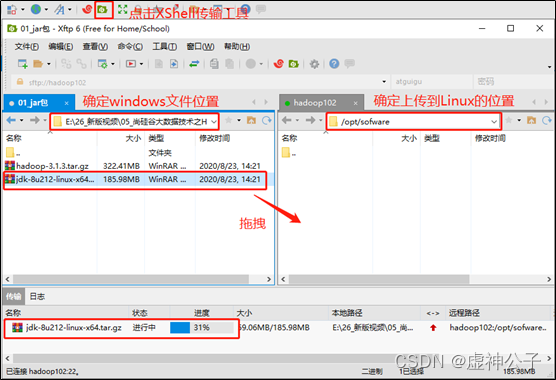 点击XShell传输工具
01_jar包 - Xftp 6 (Free for Home/School)
文件(F) 编辑(E) 查看(V) 命令(C) 工具(T) 窗口(W) 帮助(H)
sftp://hadoop102 atguigu 密码
01_jar包 确定windows文件位置 hadoop102 确定上传到Linux的位置
E:\26_新版视频\05_尚硅谷大数据技术之H /opt/sofware
名称 大小 类型 修改时间 名称 大小 类型 修改时间
.. 文件夹 ..
hadoop-3.1.3.tar.gz 322.41MB WinRAR ... 2020/8/23, 14:21
jdk-8u212-linux-x64... 185.98MB WinRAR ... 2020/8/23, 14:21
拖拽
传输 日志
名称 状态 进度 大小 本地路径 <-> 远程路径
jdk-8u212-linux-x64.tar.gz 进行中 31% 59.06MB/185.98MB E:\26_新版视频\05_尚... hadoop102:/opt/sofware...
已连接 hadoop102:22。 二进制 1已选择 185.98MB
CSDN @虚神公子